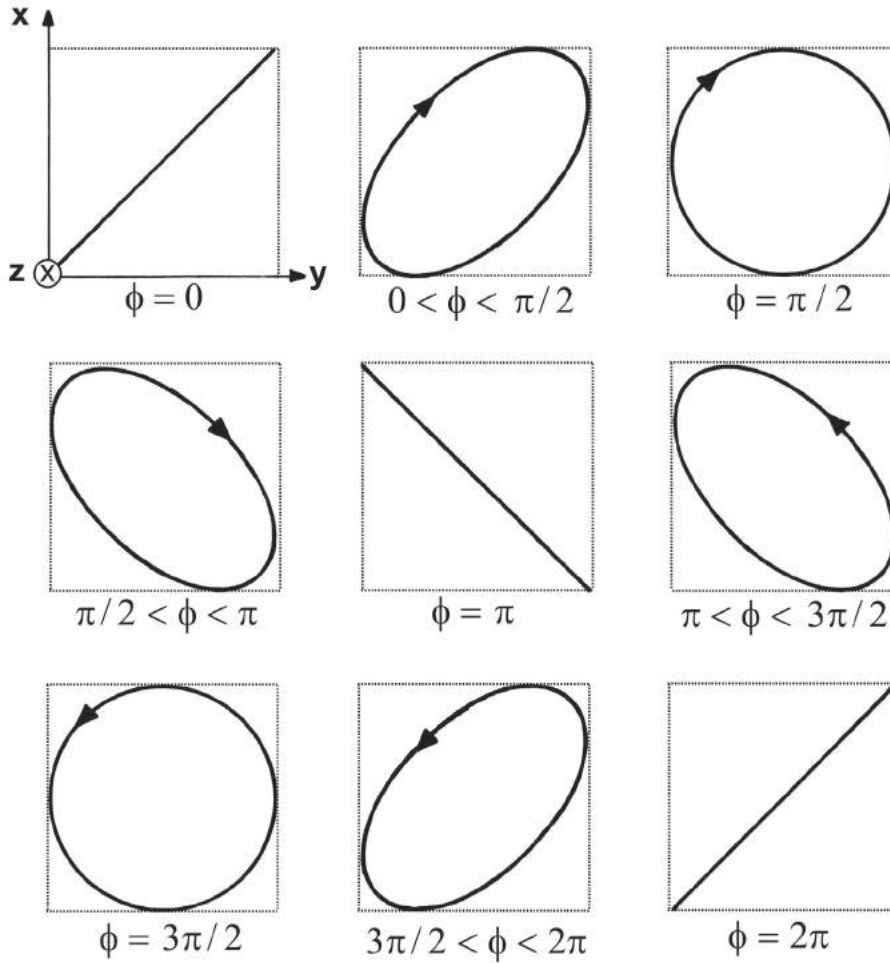 x
z X y
ϕ = 0
0 < ϕ < π/2
ϕ = π/2
π/2 < ϕ < π
ϕ = π
π < ϕ < 3π/2
ϕ = 3π/2
3π/2 < ϕ < 2π
ϕ = 2π